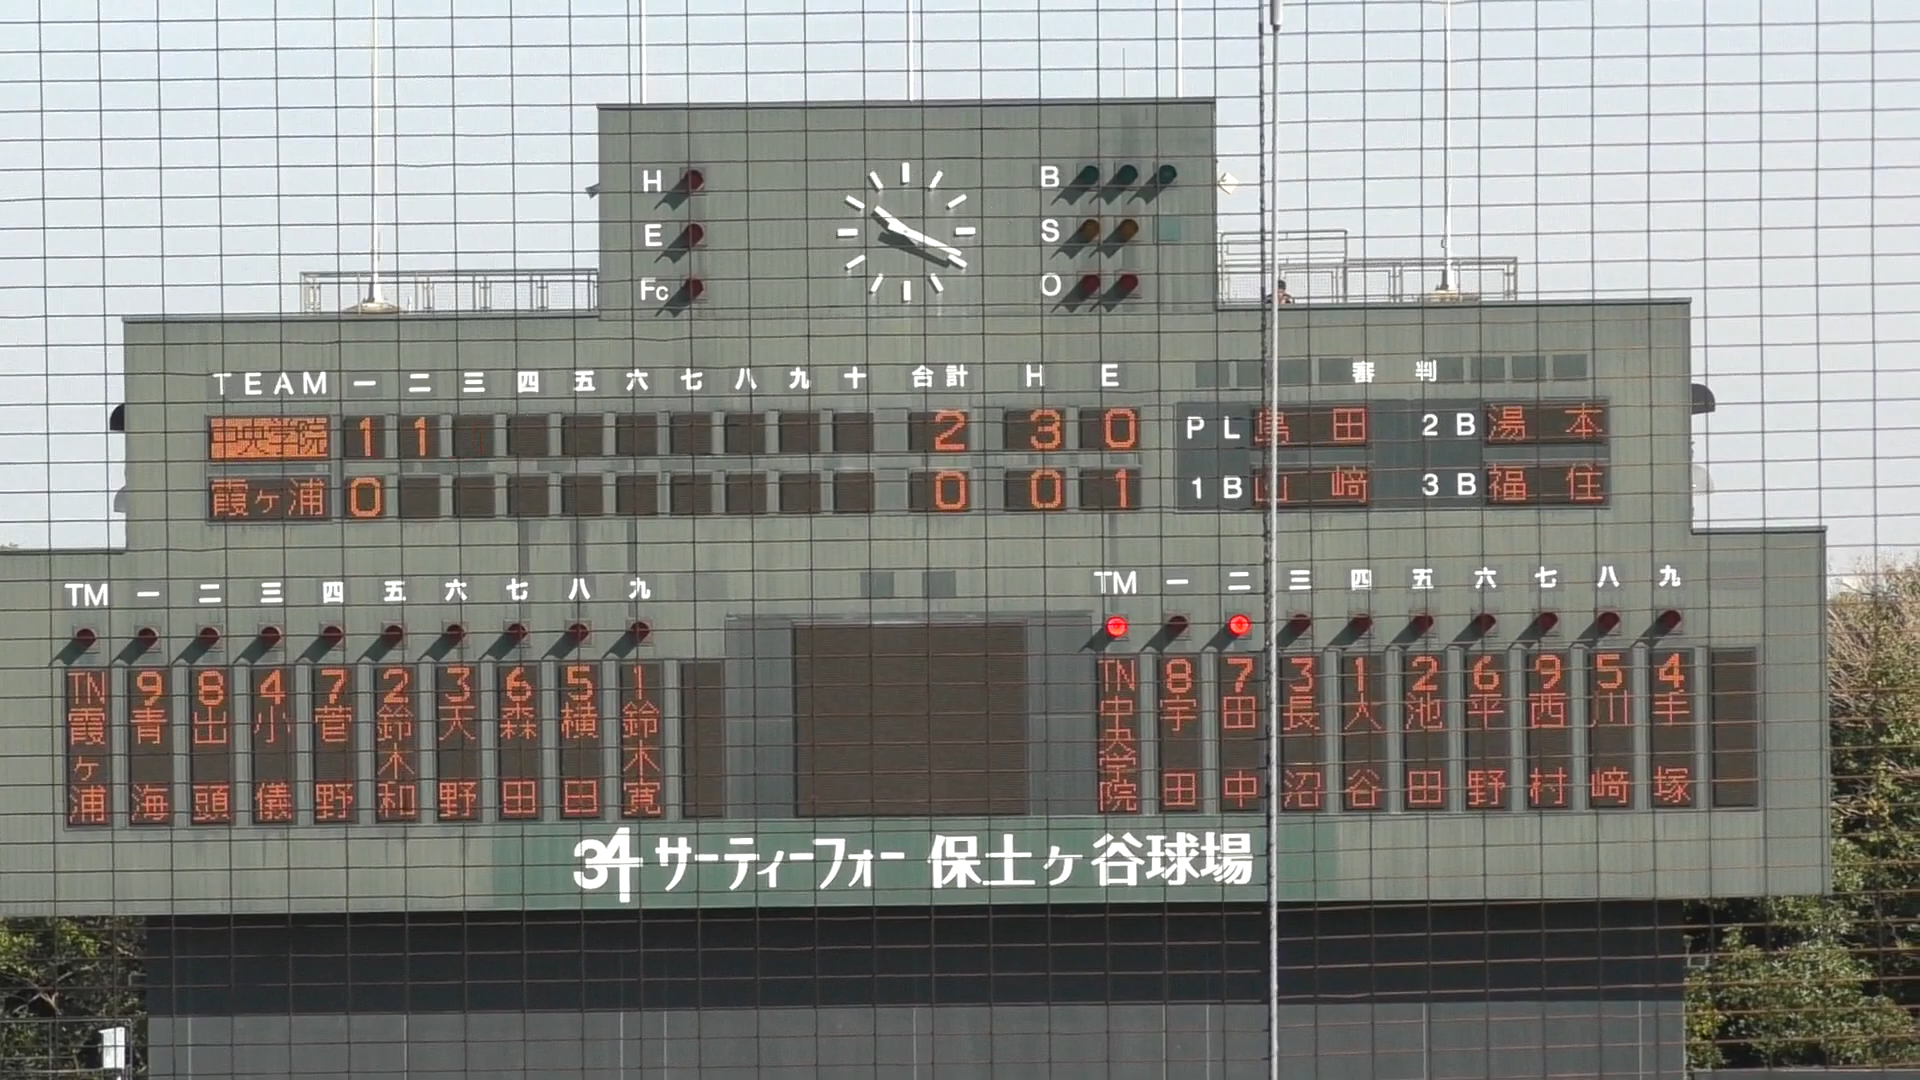 H B
E S
Fc O
TEAM 一 二 三 四 五 六 七 八 九 十 合計 H E 審判
中央学院 1 1 2 3 0 PL 島田 2B 湯本
霞ヶ浦 0 0 0 1 1B 山﨑 3B 福住
TM 一 二 三 四 五 六 七 八 九
TN 9 8 4 7 2 3 6 5 1
霞ヶ浦 青海 出頭 小儀 菅野 鈴木和 天野 森田 横田 鈴木寛
TM 一 二 三 四 五 六 七 八 九
TN 8 7 3 1 2 6 9 5 4
中央学院 宇田 田中 長沼 大谷 池田 平野 西村 川﨑 手塚
34 サーティーフォー 保土ヶ谷球場